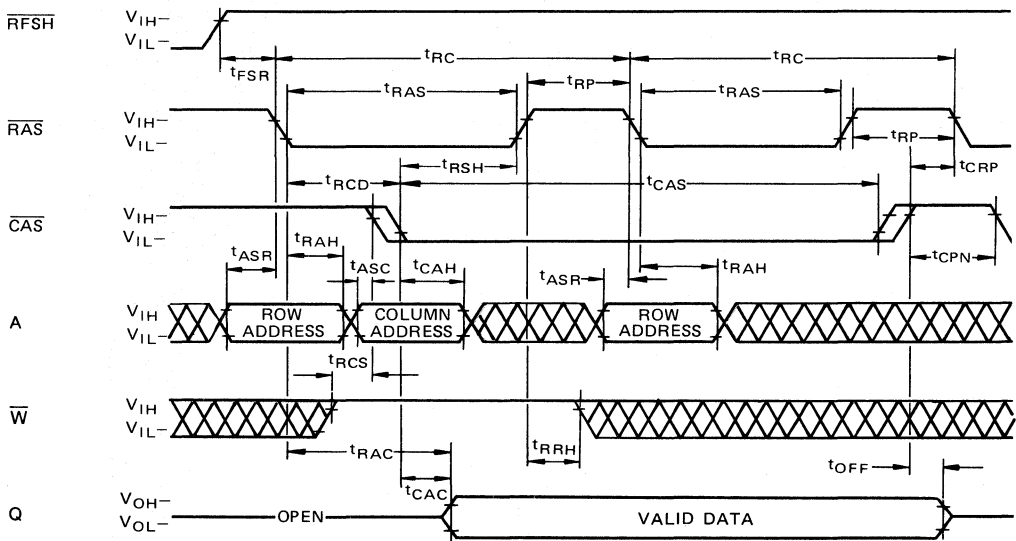 RFSH VIH– VIL–
tFSR tRC tRC
tRAS tRP tRAS
RAS VIH– VIL–
tRP
tRSH tCRP
tRCD tCAS
CAS VIH– VIL–
tASR tRAH tASC tCAH tASR tRAH tCPN
A VIH VIL–
ROW ADDRESS
COLUMN ADDRESS
ROW ADDRESS
tRCS
W VIH VIL–
tRAC tRRH tOFF
tCAC
Q VOH– VOL–
OPEN
VALID DATA